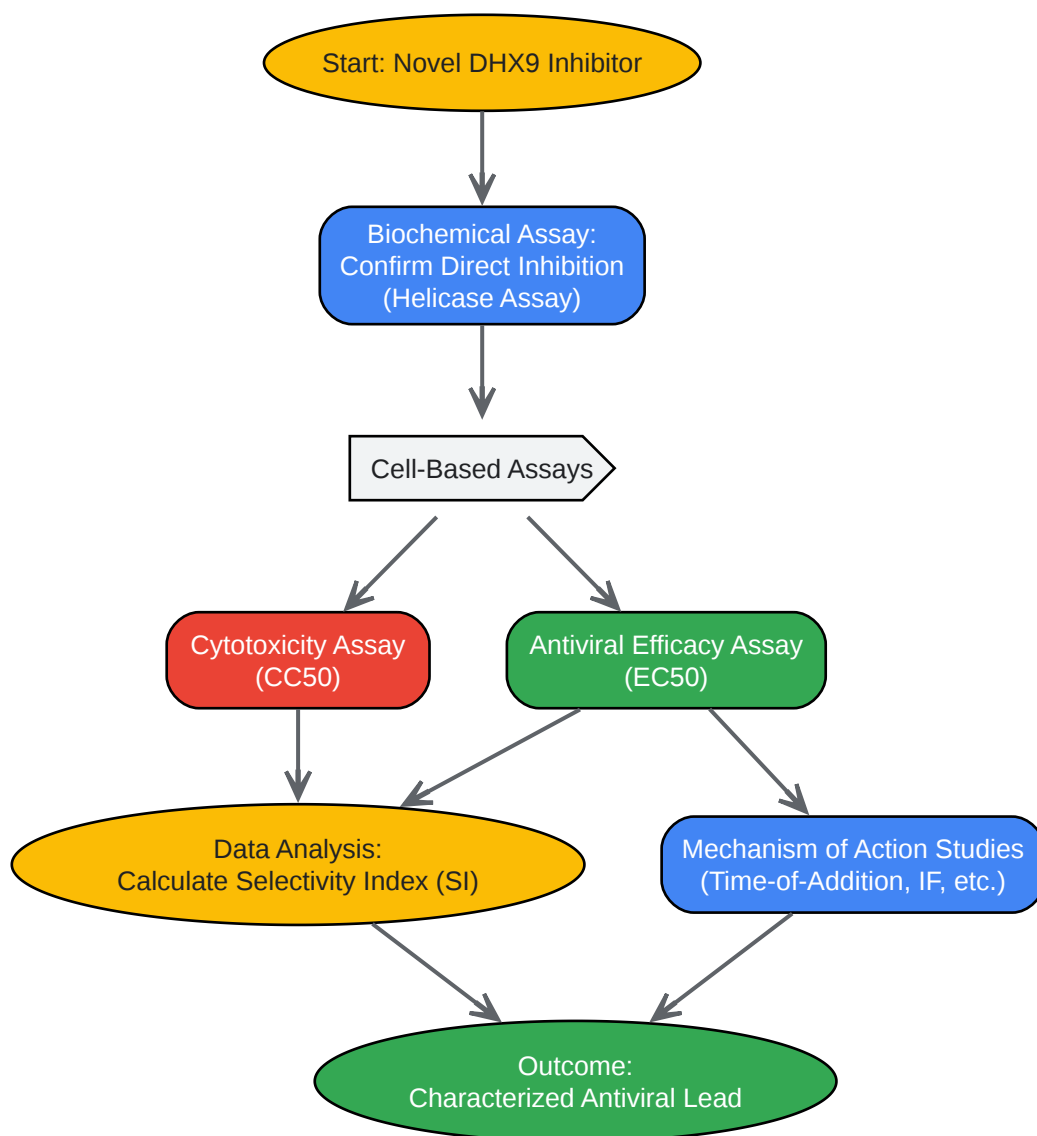 Start: Novel DHX9 Inhibitor
Biochemical Assay:
Confirm Direct Inhibition
(Helicase Assay)
Cell-Based Assays
Cytotoxicity Assay
(CC50)
Antiviral Efficacy Assay
(EC50)
Data Analysis:
Calculate Selectivity Index (SI)
Mechanism of Action Studies
(Time-of-Addition, IF, etc.)
Outcome:
Characterized Antiviral Lead